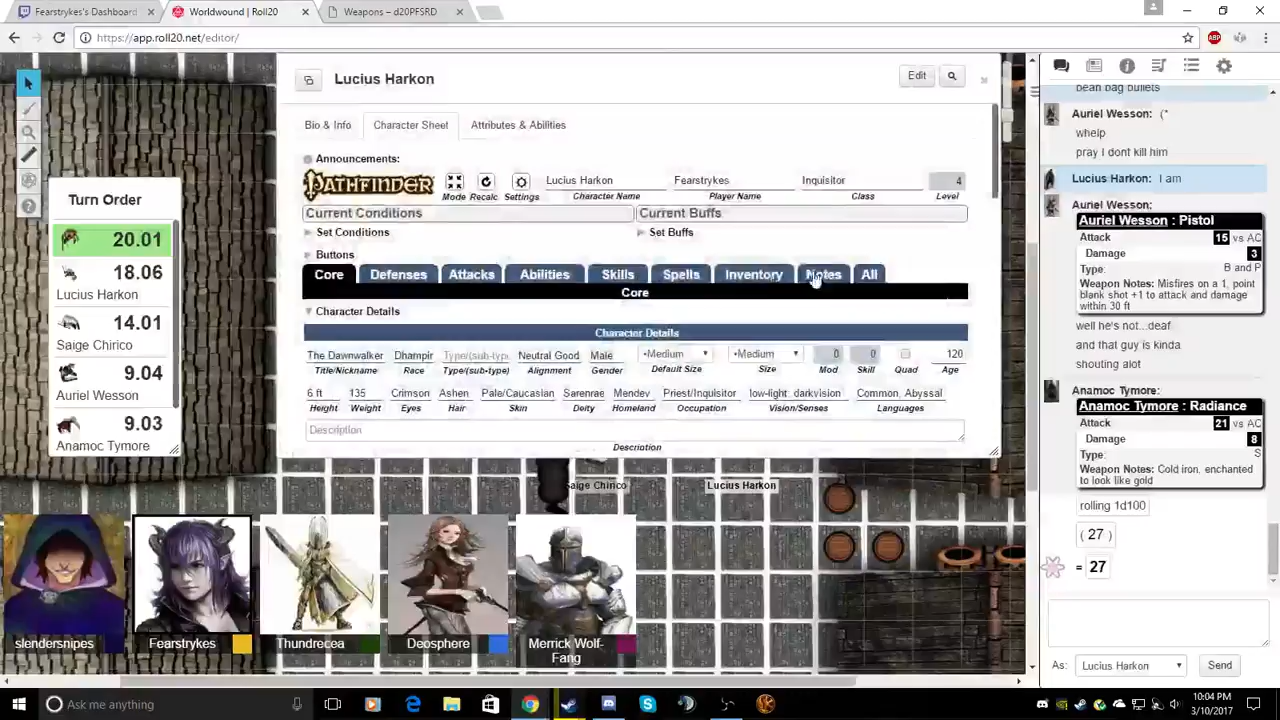 Fearstrykes's Dashboard
Worldwound | Roll20
Weapons – d20PFSRD
https://app.roll20.net/editor/
Turn Order
20.01
18.06
Lucius Harkon
14.01
Saige Chirico
9.04
Auriel Wesson
9.03
Anamoc Tymore
Lucius Harkon
Edit
Bio & Info
Character Sheet
Attributes & Abilities
Announcements:
PATHFINDER
Mode Recalc Settings
Lucius Harkon Fearstrykes Inquisitor 4
Character Name Player Name Class Level
Current Conditions Current Buffs
Set Conditions Set Buffs
Buttons
Core Defenses Attacks Abilities Skills Spells Inventory Notes All
Core
Character Details
Character Details
The Dawnwalker Dhampir Type/(sub-type) Neutral Good Male •Medium •Medium 0 0 120
Title/Nickname Race Type/(sub-type) Alignment Gender Default Size Size Mod Skill Quad Age
6 ft 135 Crimson Ashen Pale/Caucasian Sarenrae Mendev Priest/Inquisitor low-light, darkvision Common, Abyssal
Height Weight Eyes Hair Skin Deity Homeland Occupation Vision/Senses Languages
Description
Description
Saige Chirico
Lucius Harkon
slendersnipes
Fearstrykes
Thundrecea
Deosphere
Merrick Wolf-
Fang
bean bag bullets
Auriel Wesson: (*
whelp
pray I dont kill him
Lucius Harkon: I am
Auriel Wesson:
Auriel Wesson : Pistol
Attack 15 vs AC
Damage 3
Type: B and P
Weapon Notes: Misfires on a 1, point
blank shot +1 to attack and damage
within 30 ft
well he's not...deaf
and that guy is kinda
shouting alot
Anamoc Tymore:
Anamoc Tymore : Radiance
Attack 21 vs AC
Damage 8
Type: S
Weapon Notes: Cold iron, enchanted
to look like gold
rolling 1d100
( 27 )
= 27
As: Lucius Harkon Send
Ask me anything
10:04 PM
3/10/2017